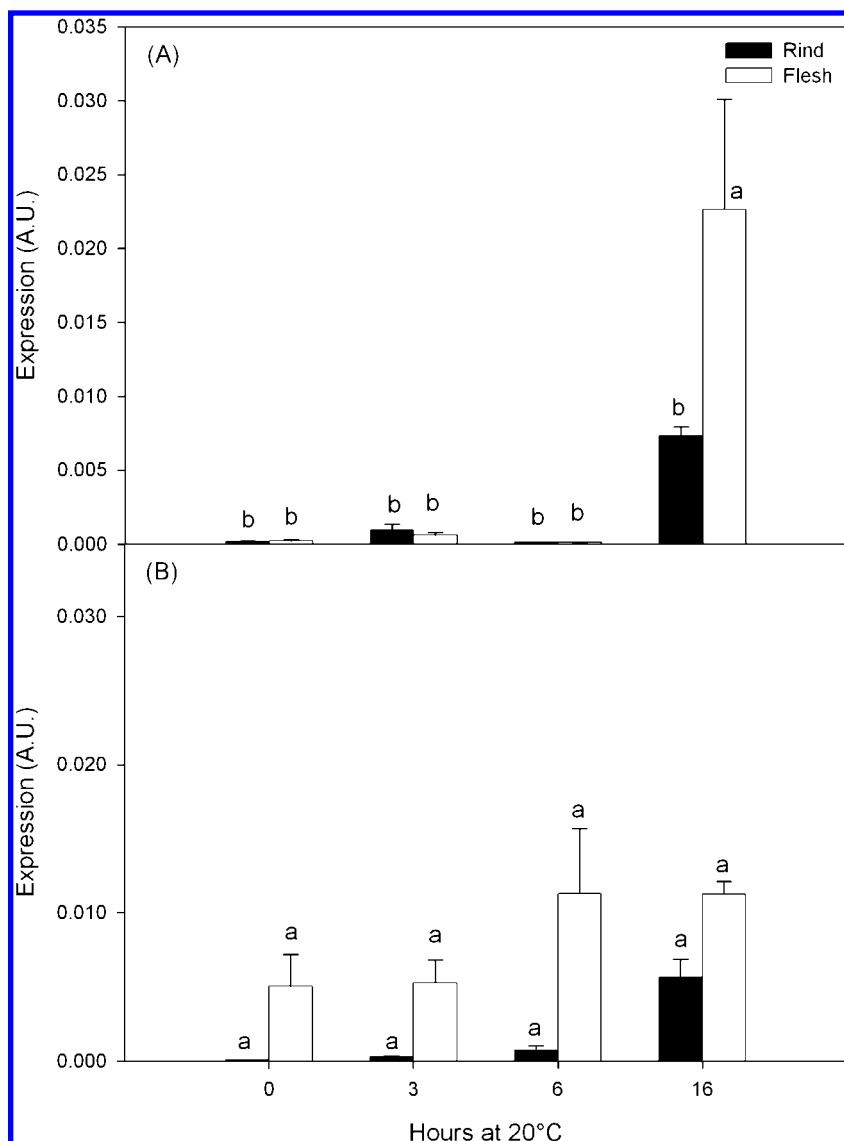 (A)
Rind
Flesh
Expression (A.U.)
0.035
0.030
0.025
0.020
0.015
0.010
0.005
0.000
b b b b b b b a
(B)
Expression (A.U.)
0.030
0.020
0.010
0.000
a a a a a a a a
0 3 6 16
Hours at 20°C